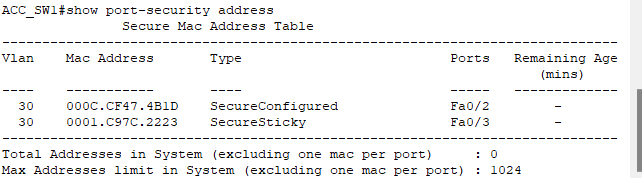 ACC_SW1#show port-security address
Secure Mac Address Table
-----------------------------------------------------------------------------
Vlan Mac Address Type Ports Remaining Age
(mins)
---- ----------- ---- ----- -------------
30 000C.CF47.4B1D SecureConfigured Fa0/2 -
30 0001.C97C.2223 SecureSticky Fa0/3 -
-----------------------------------------------------------------------------
Total Addresses in System (excluding one mac per port) : 0
Max Addresses limit in System (excluding one mac per port) : 1024